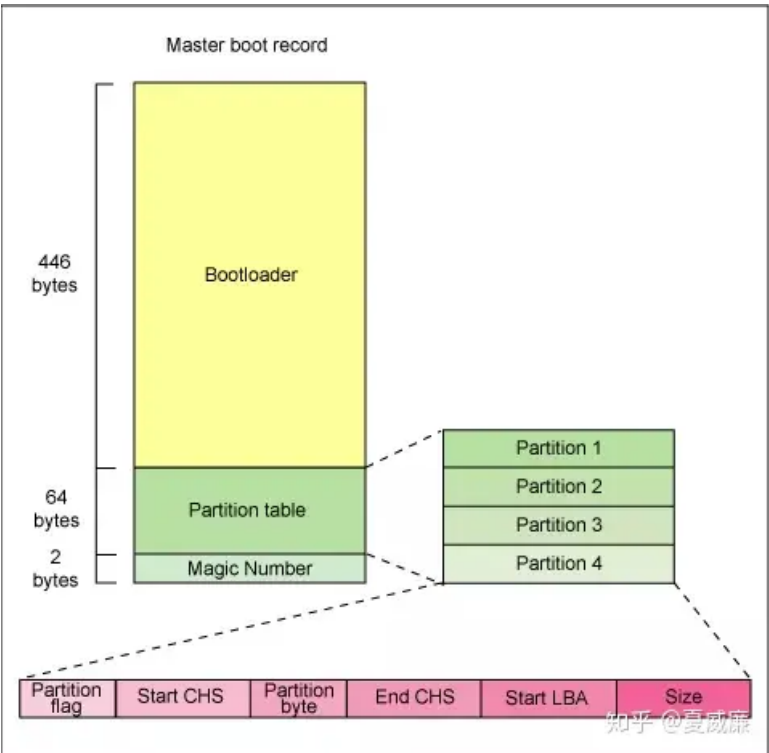 Master boot record
446
bytes
Bootloader
64
bytes
Partition table
2
bytes
Magic Number
Partition 1
Partition 2
Partition 3
Partition 4
Partition
flag
Start CHS
Partition
byte
End CHS
Start LBA
Size
知乎 @夏威廉